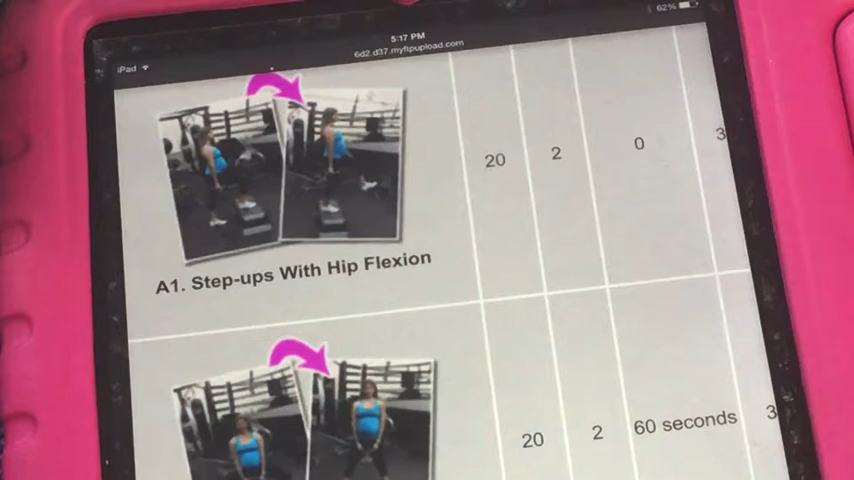 62%
5:17 PM
iPad
6d2.d37.myftpupload.com
20 2 0 3
A1. Step-ups With Hip Flexion
20 2 60 seconds 3